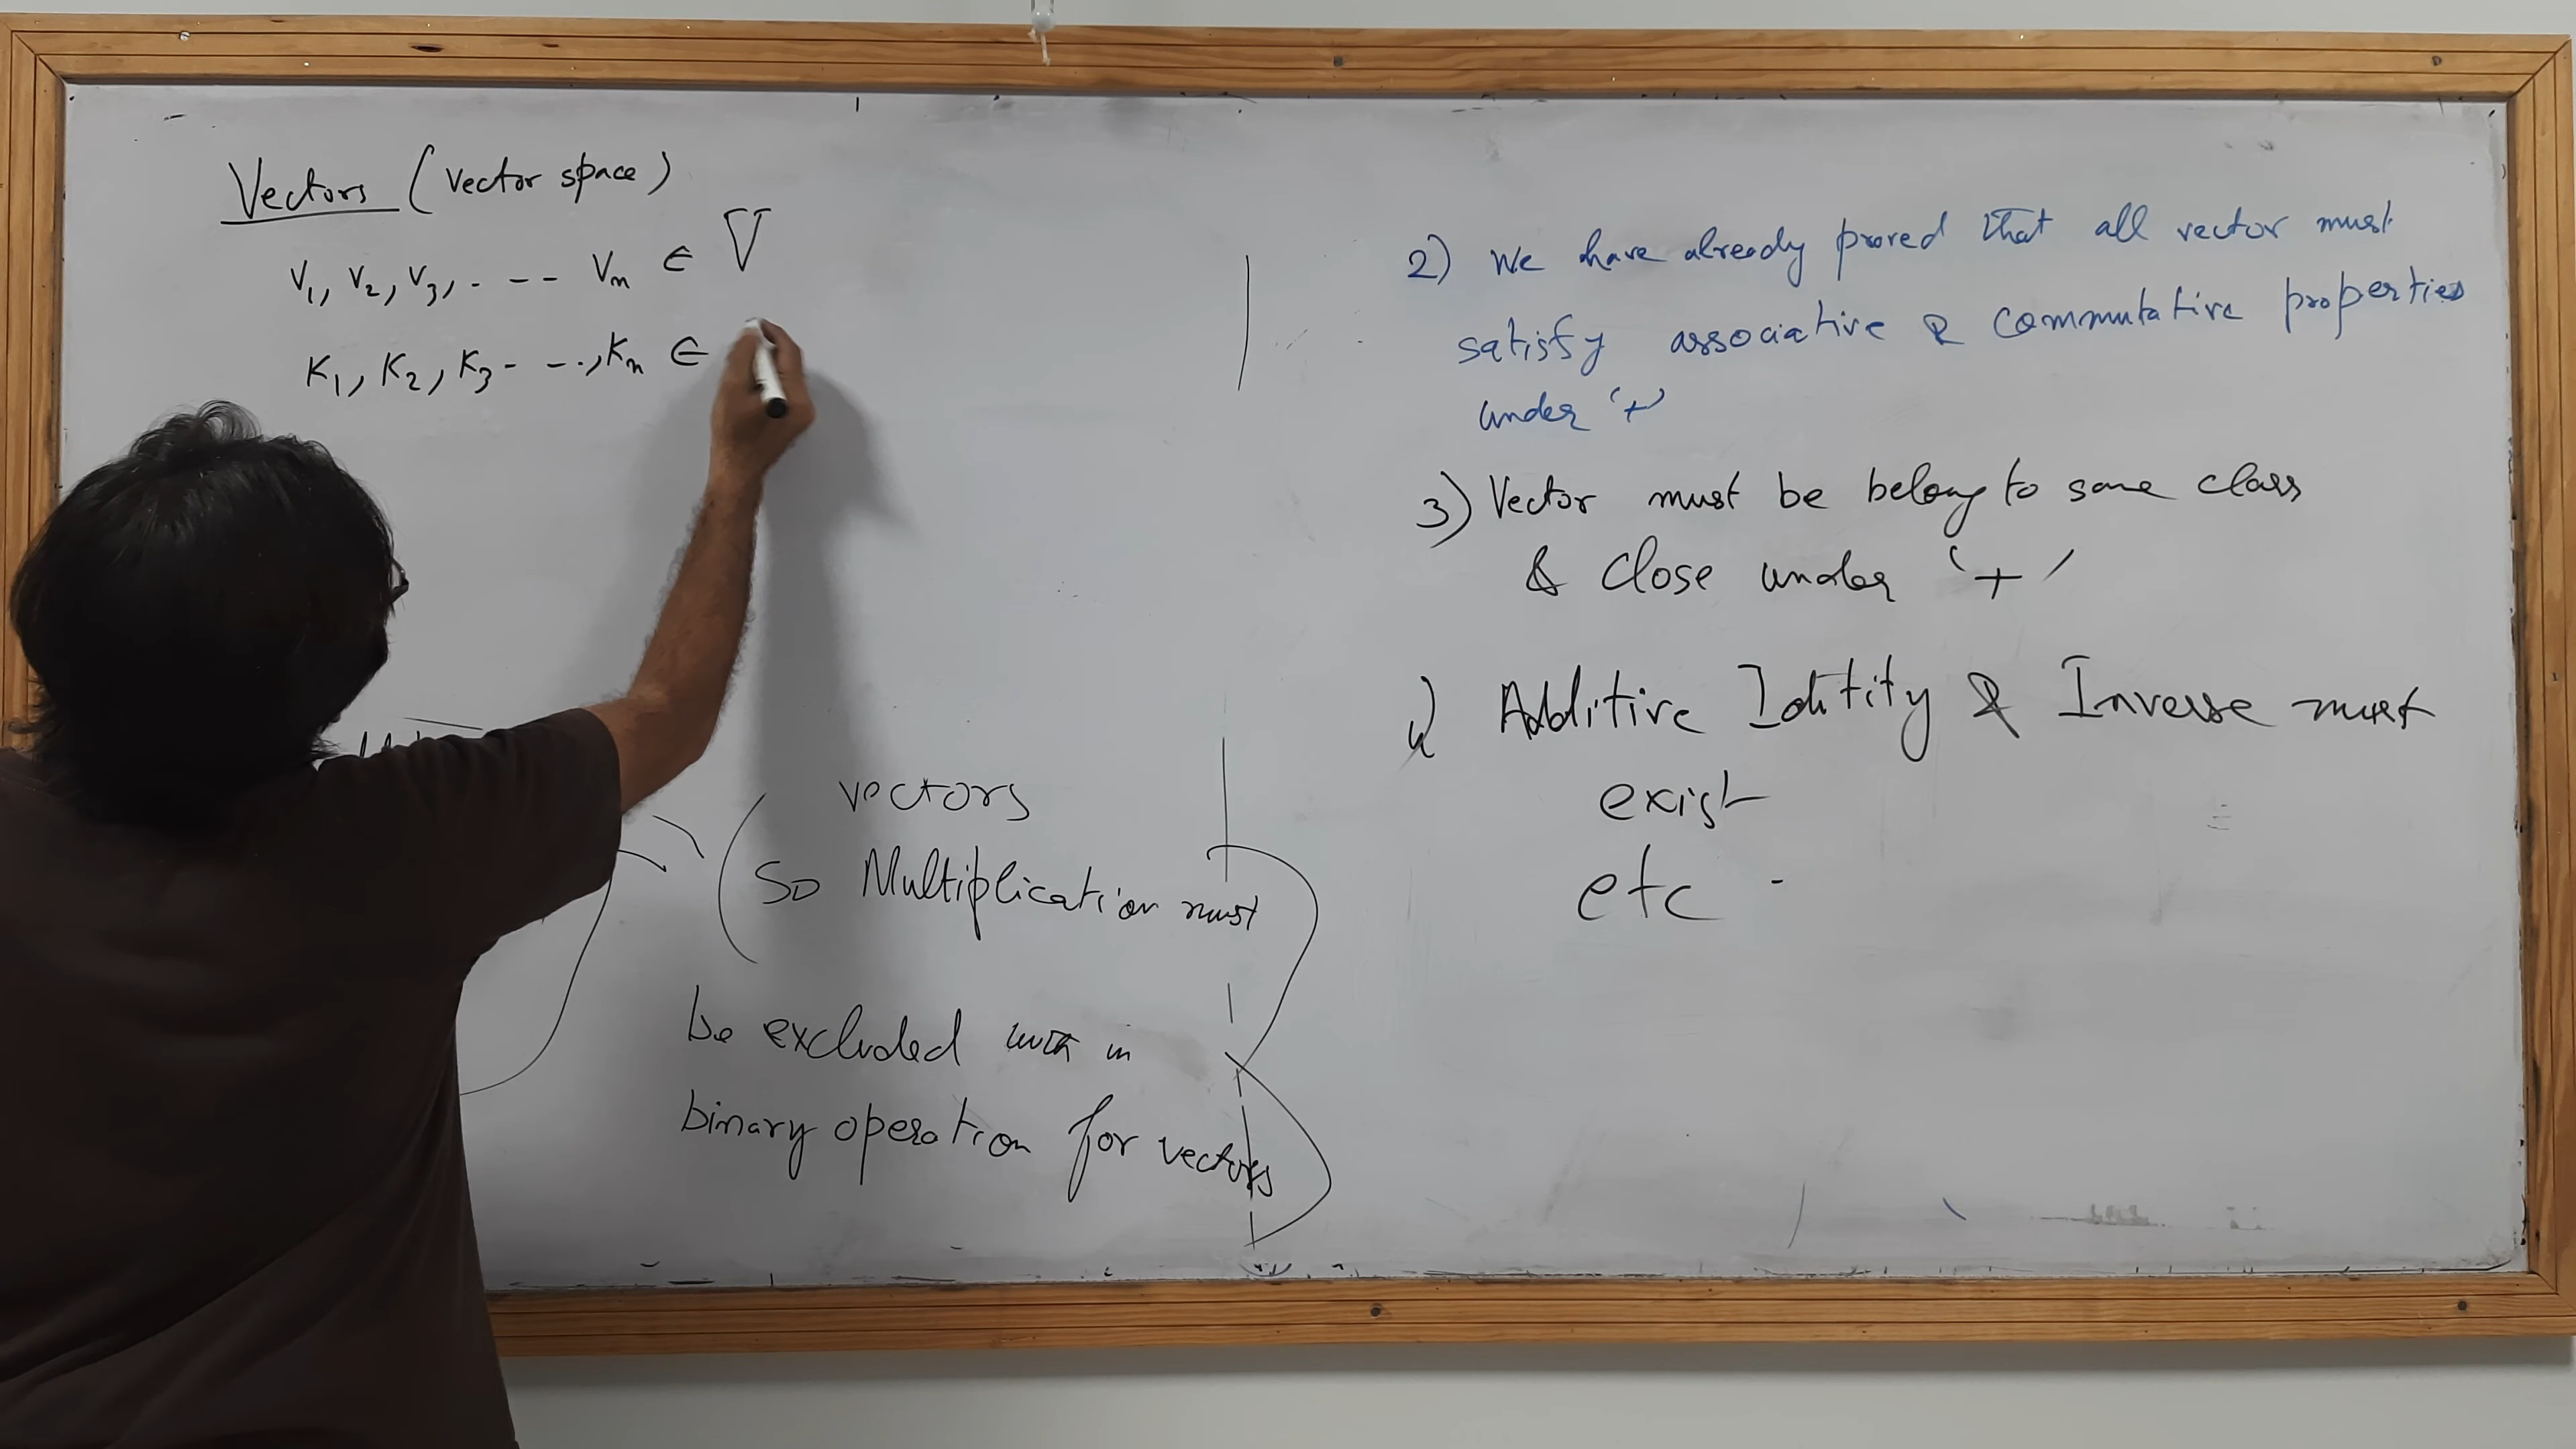 Vectors (vector space)
V₁, V₂, V₃, - - - Vₙ ∈ V
K₁, K₂, K₃ - - .., Kₙ ∈
vectors
So Multiplication must
be excluded with in
binary operation for vectors
2) We have already proved that all vector must
satisfy associative & commutative properties
under '+'
3) Vector must be belong to same class
& Close under '+'
4) Additive Idtity & Inverse must
exist
etc .